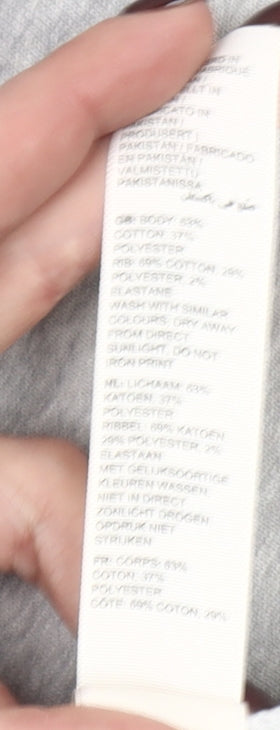 PRODUSERT I
PAKISTAN / FABRICADO
EN PAKISTÁN /
VALMISTETTU
PAKISTANISSA
GB: BODY: 63%
COTTON, 37%
POLYESTER
RIB: 69% COTTON, 29%
POLYESTER, 2%
ELASTANE
WASH WITH SIMILAR
COLOURS. DRY AWAY
FROM DIRECT
SUNLIGHT. DO NOT
IRON PRINT
NL: LICHAAM: 63%
KATOEN, 37%
POLYESTER
RIBBEL: 69% KATOEN
29% POLYESTER, 2%
ELASTAAN
MET GELIJKSOORTIGE
KLEUREN WASSEN.
NIET IN DIRECT
ZONLICHT DROGEN
OPDRUK NIET
STRIJKEN
FR: CORPS: 63%
COTON, 37%
POLYESTER
CÔTE: 69% COTON, 29%